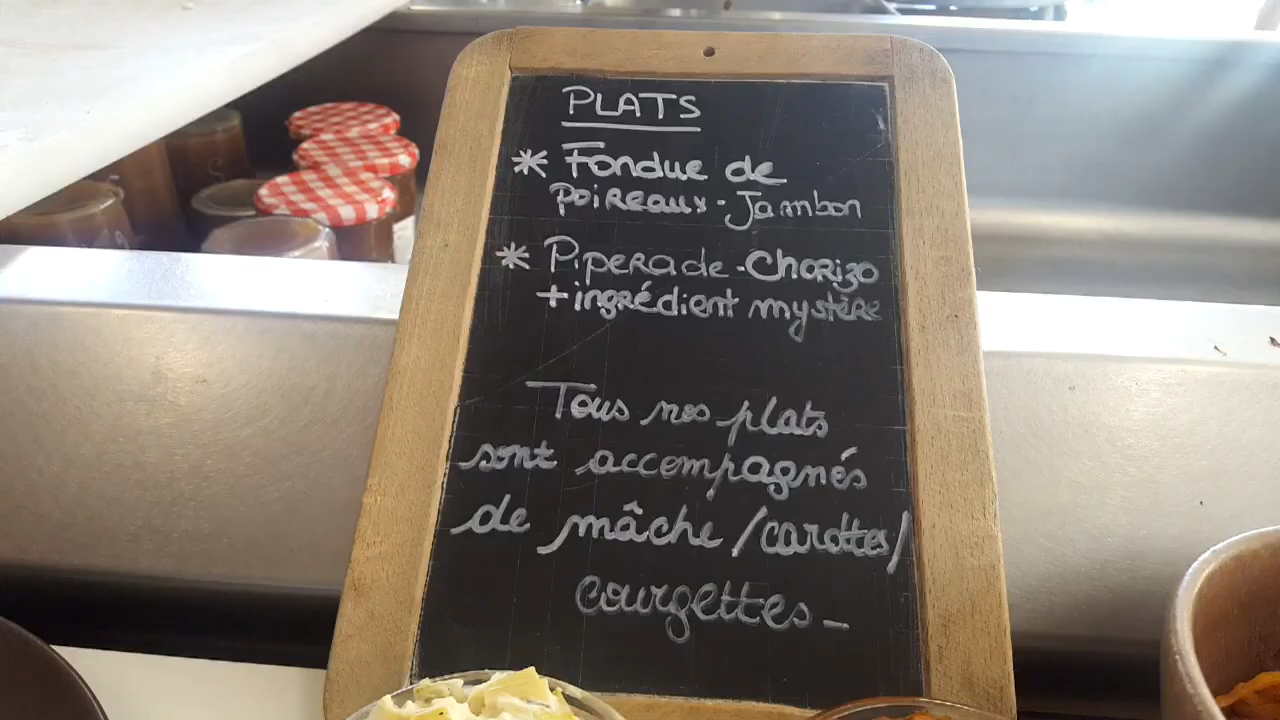 PLATS
* Fondue de
Poireaux - Jambon
* Piperade - Chorizo
+ ingrédient mystère
Tous nos plats
sont accompagnés
de mâche / carottes /
courgettes -